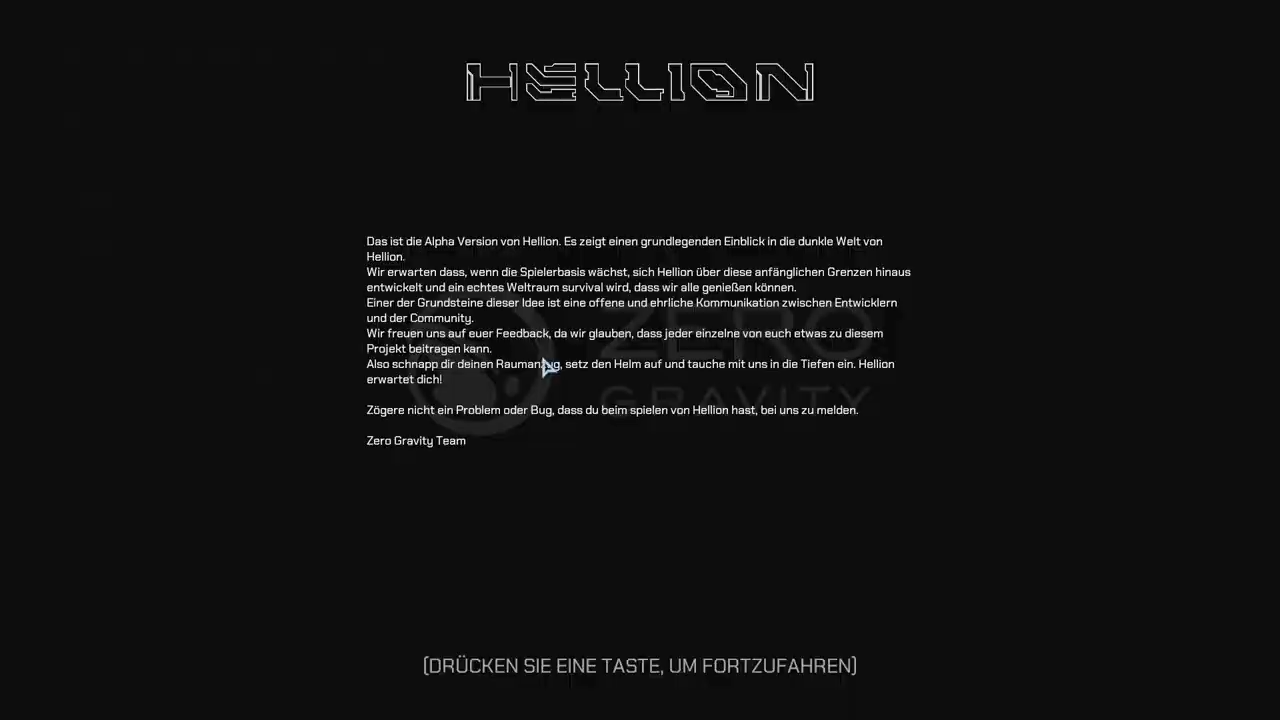 HELLION
Das ist die Alpha Version von Hellion. Es zeigt einen grundlegenden Einblick in die dunkle Welt von
Hellion.
Wir erwarten dass, wenn die Spielerbasis wächst, sich Hellion über diese anfänglichen Grenzen hinaus
entwickelt und ein echtes Weltraum survival wird, dass wir alle genießen können.
Einer der Grundsteine dieser Idee ist eine offene und ehrliche Kommunikation zwischen Entwicklern
und der Community.
Wir freuen uns auf euer Feedback, da wir glauben, dass jeder einzelne von euch etwas zu diesem
Projekt beitragen kann.
Also schnapp dir deinen Raumanzug, setz den Helm auf und tauche mit uns in die Tiefen ein. Hellion
erwartet dich!
Zögere nicht ein Problem oder Bug, dass du beim spielen von Hellion hast, bei uns zu melden.
Zero Gravity Team
ZERO
GRAVITY
(DRÜCKEN SIE EINE TASTE, UM FORTZUFAHREN)